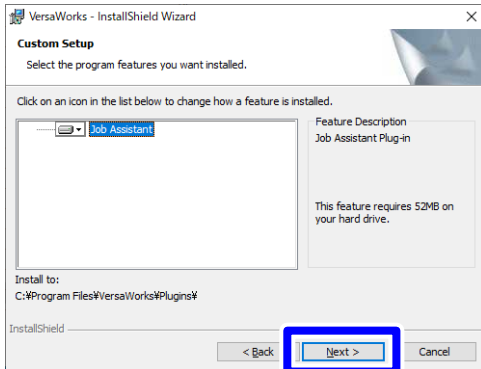 VersaWorks - InstallShield Wizard
Custom Setup
Select the program features you want installed.
Click on an icon in the list below to change how a feature is installed.
Job Assistant
Feature Description
Job Assistant Plug-in
This feature requires 52MB on
your hard drive.
Install to:
C:¥Program Files¥VersaWorks¥Plugins¥
InstallShield
< Back
Next >
Cancel